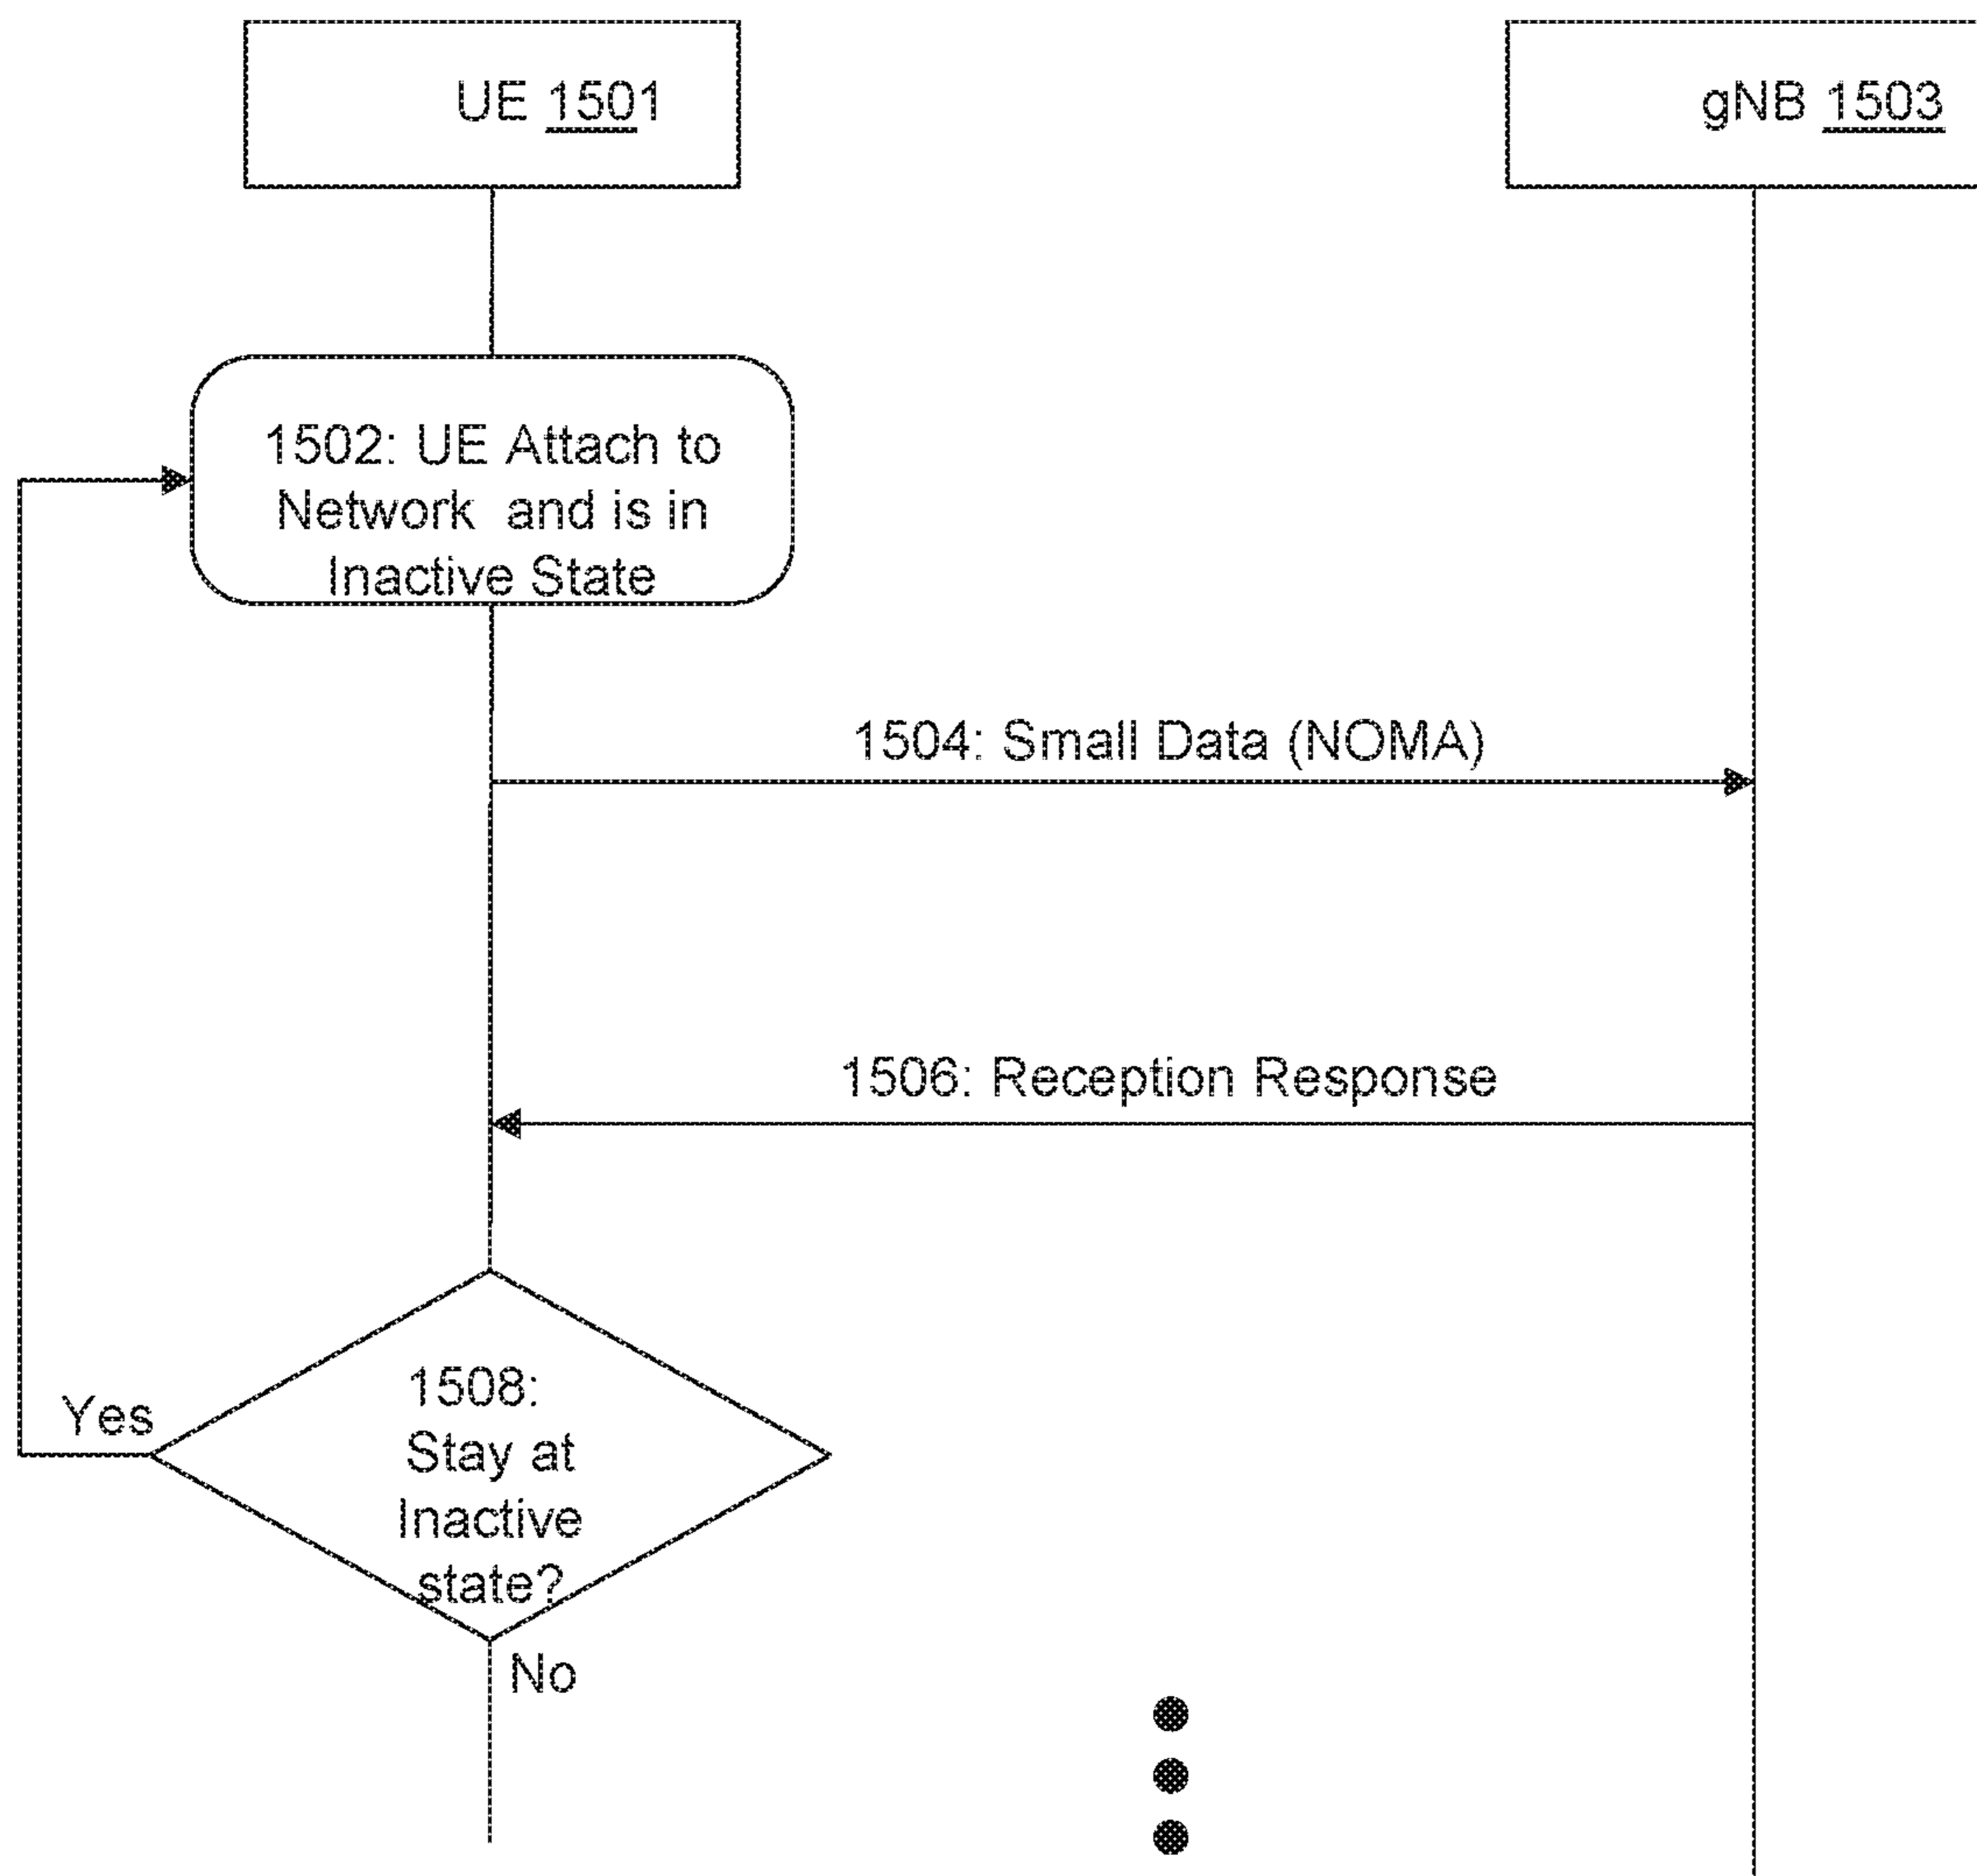 UE 1501
gNB 1503
1502: UE Attach to
Network and is in
Inactive State
1504: Small Data (NOMA)
1506: Reception Response
1508:
Stay at
Inactive
state?
Yes
No